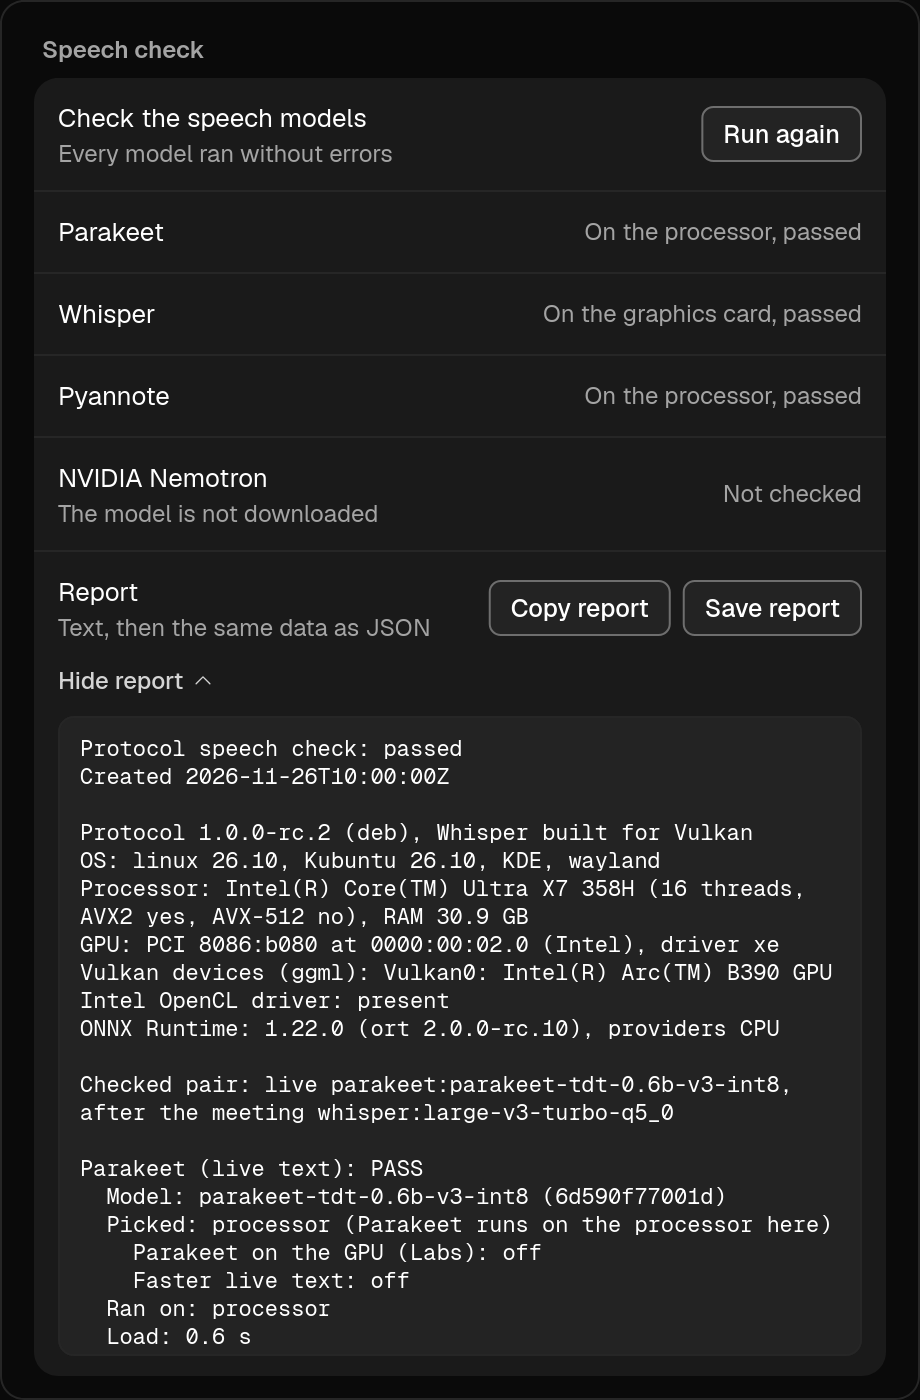 Speech check
Check the speech models
Every model ran without errors
Run again
Parakeet
On the processor, passed
Whisper
On the graphics card, passed
Pyannote
On the processor, passed
NVIDIA Nemotron
The model is not downloaded
Not checked
Report
Text, then the same data as JSON
Copy report
Save report
Hide report
Protocol speech check: passed
Created 2026-11-26T10:00:00Z

Protocol 1.0.0-rc.2 (deb), Whisper built for Vulkan
OS: linux 26.10, Kubuntu 26.10, KDE, wayland
Processor: Intel(R) Core(TM) Ultra X7 358H (16 threads,
AVX2 yes, AVX-512 no), RAM 30.9 GB
GPU: PCI 8086:b080 at 0000:00:02.0 (Intel), driver xe
Vulkan devices (ggml): Vulkan0: Intel(R) Arc(TM) B390 GPU
Intel OpenCL driver: present
ONNX Runtime: 1.22.0 (ort 2.0.0-rc.10), providers CPU

Checked pair: live parakeet:parakeet-tdt-0.6b-v3-int8,
after the meeting whisper:large-v3-turbo-q5_0

Parakeet (live text): PASS
  Model: parakeet-tdt-0.6b-v3-int8 (6d590f77001d)
  Picked: processor (Parakeet runs on the processor here)
    Parakeet on the GPU (Labs): off
    Faster live text: off
  Ran on: processor
  Load: 0.6 s